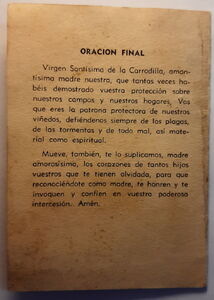 ORACION FINAL
Virgen Santísima de la Carrodilla, aman-
tísima madre nuestra, que tantas veces ha-
béis demostrado vuestra protección sobre
nuestros campos y nuestros hogares, Vos
que eres la patrona protectora de nuestros
viñedos, defiéndenos siempre de las plagas,
de las tormentas y de todo mal, así mate-
rial como espiritual.
Mueve, también, te lo suplicamos, madre
amorosísima, los corazones de tantos hijos
vuestros que te tienen olvidada, para que
reconociéndote como madre, te honren y te
invoquen y confíen en vuestra poderosa
intercesión. Amén.